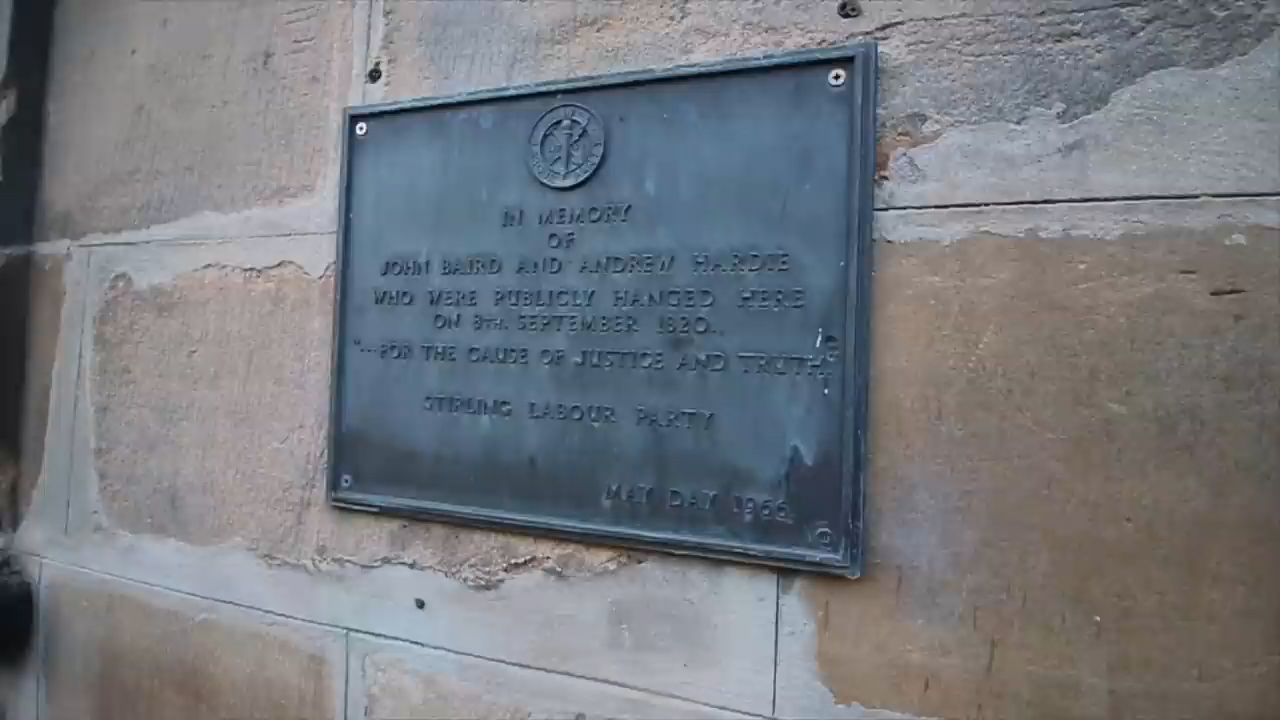 IN MEMORY
OF
JOHN BAIRD AND ANDREW HARDIE
WHO WERE PUBLICLY HANGED HERE
ON 8TH. SEPTEMBER 1820..
"...FOR THE CAUSE OF JUSTICE AND TRUTH."
STIRLING LABOUR PARTY
MAY DAY 1966.